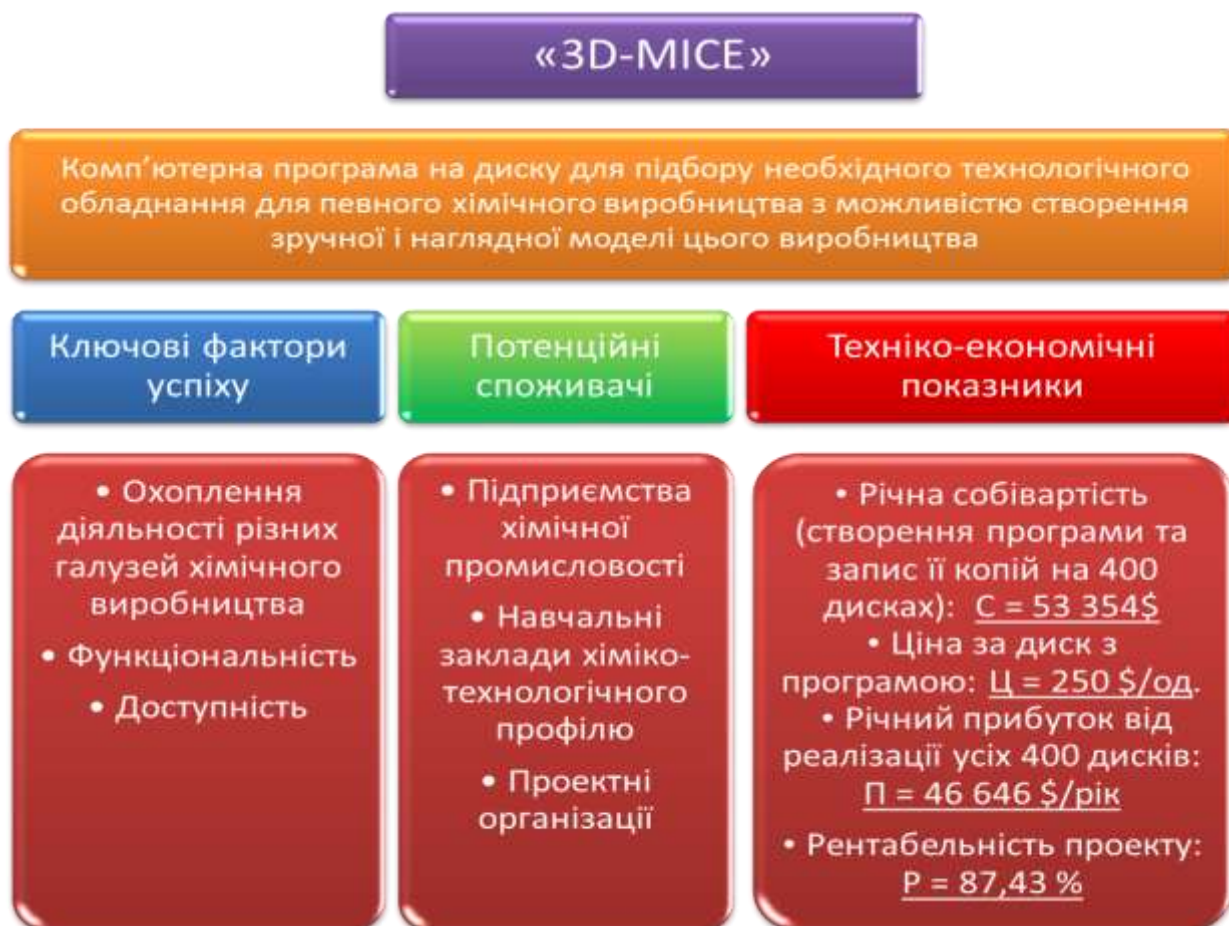 «3D-MICE»
Комп’ютерна програма на диску для підбору необхідного технологічного
обладнання для певного хімічного виробництва з можливістю створення
зручної і наглядної моделі цього виробництва
Ключові фактори
успіху
Потенційні
споживачі
Техніко-економічні
показники
• Охоплення
діяльності різних
галузей хімічного
виробництва
• Функціональність
• Доступність
• Підприємства
хімічної
промисловості
• Навчальні
заклади хіміко-
технологічного
профілю
• Проектні
організації
• Річна собівартість
(створення програми та
запис її копій на 400
дисках): С = 53 354$
• Ціна за диск з
програмою: Ц = 250 $/од.
• Річний прибуток від
реалізації усіх 400 дисків:
П = 46 646 $/рік
• Рентабельність проекту:
Р = 87,43 %